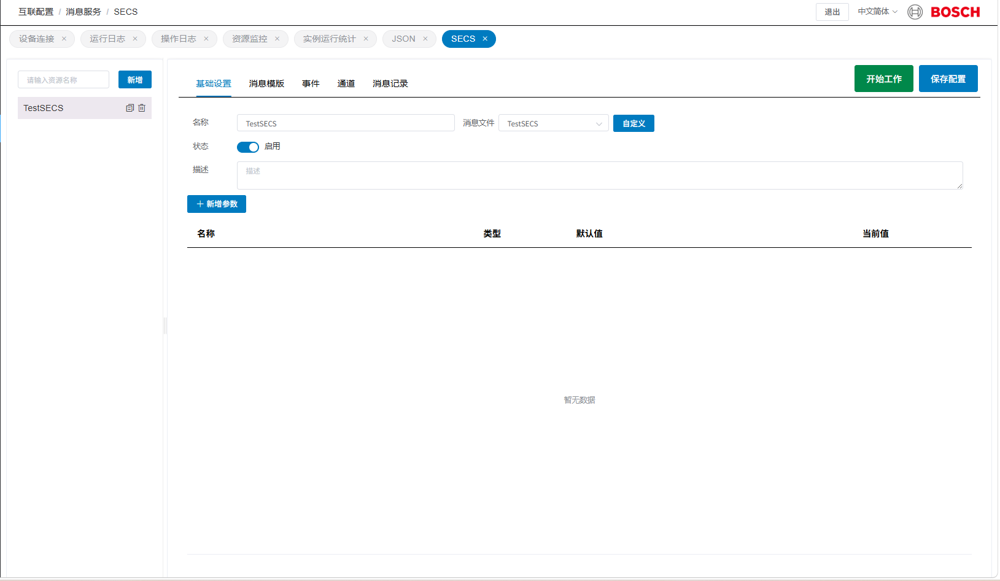 互联配置 / 消息服务 / SECS 退出 中文简体 BOSCH
设备连接 × 运行日志 × 操作日志 × 资源监控 × 实例运行统计 × JSON × SECS ×
请输入资源名称 新增
TestSECS
基础设置 消息模版 事件 通道 消息记录 开始工作 保存配置
名称 TestSECS 消息文件 TestSECS 自定义
状态 启用
描述 描述
+ 新增参数
名称 类型 默认值 当前值
暂无数据